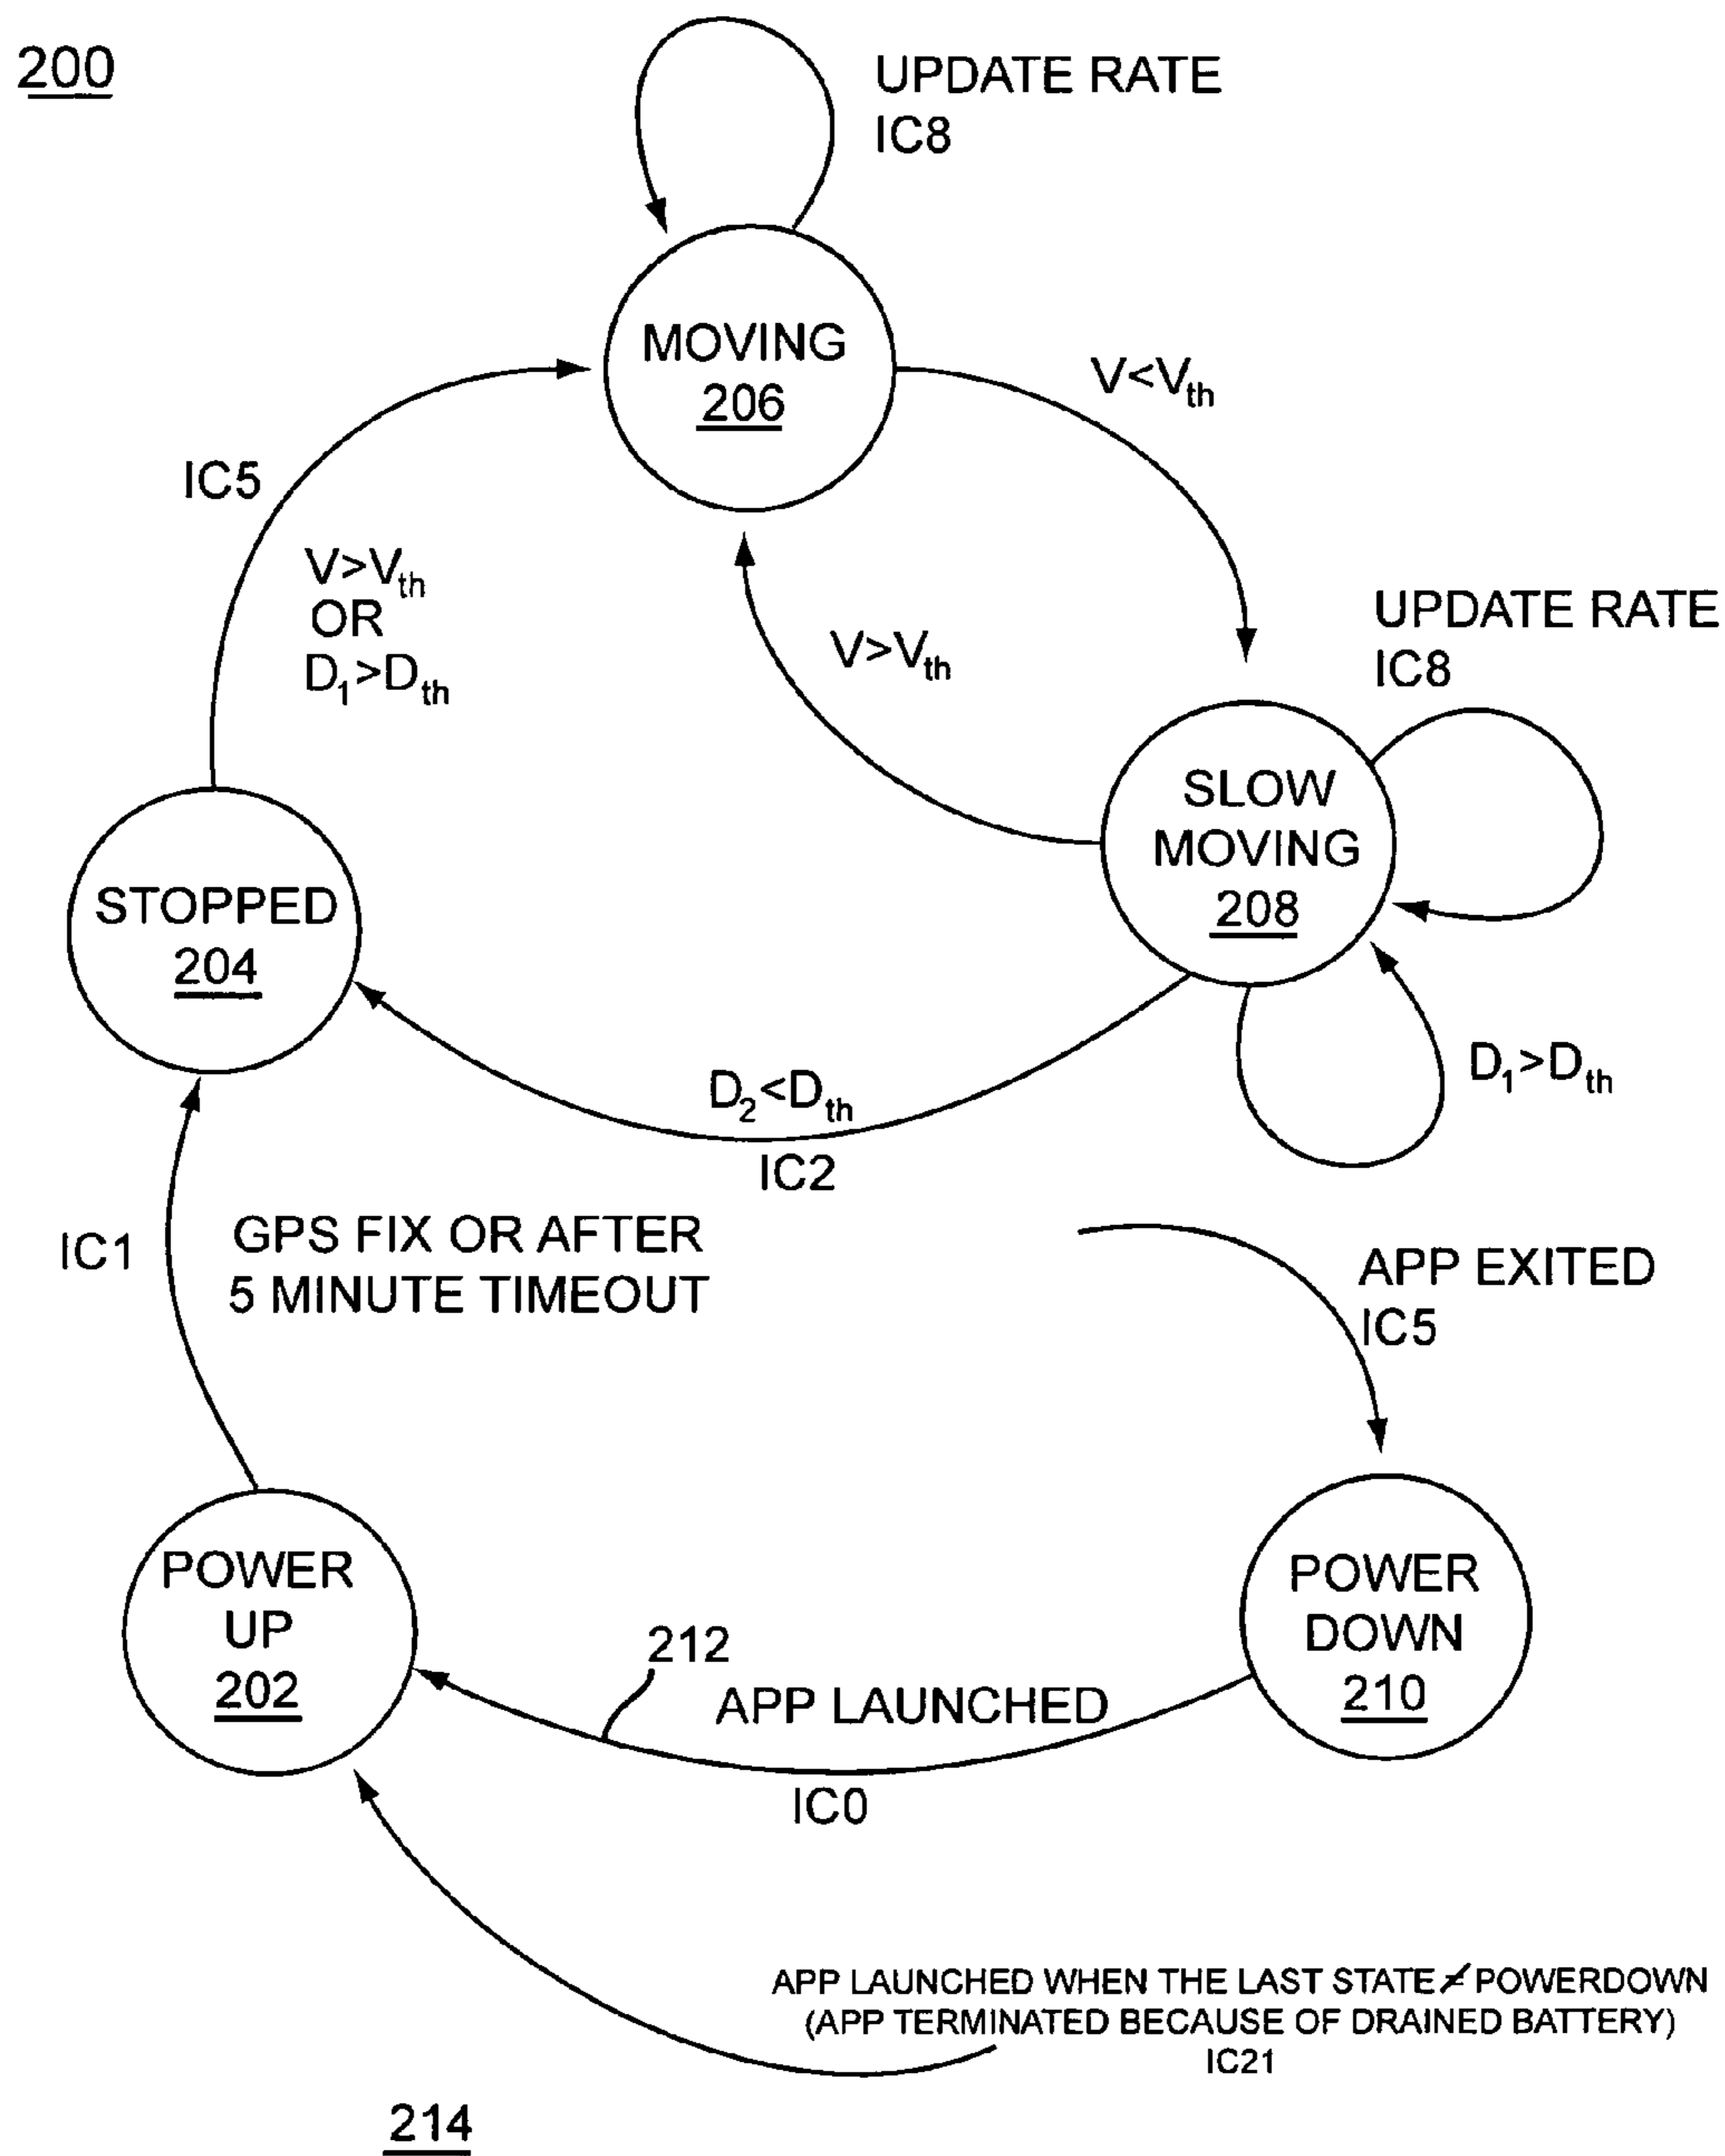 200
UPDATE RATE
IC8
MOVING
206
V<Vth
IC5
V>Vth
OR
D1>Dth
V>Vth
UPDATE RATE
IC8
SLOW
MOVING
208
STOPPED
204
D1>Dth
D2<Dth
IC2
IC1
GPS FIX OR AFTER
5 MINUTE TIMEOUT
APP EXITED
IC5
POWER
UP
202
POWER
DOWN
210
212
APP LAUNCHED
IC0
APP LAUNCHED WHEN THE LAST STATE ≠ POWERDOWN
(APP TERMINATED BECAUSE OF DRAINED BATTERY)
IC21
214